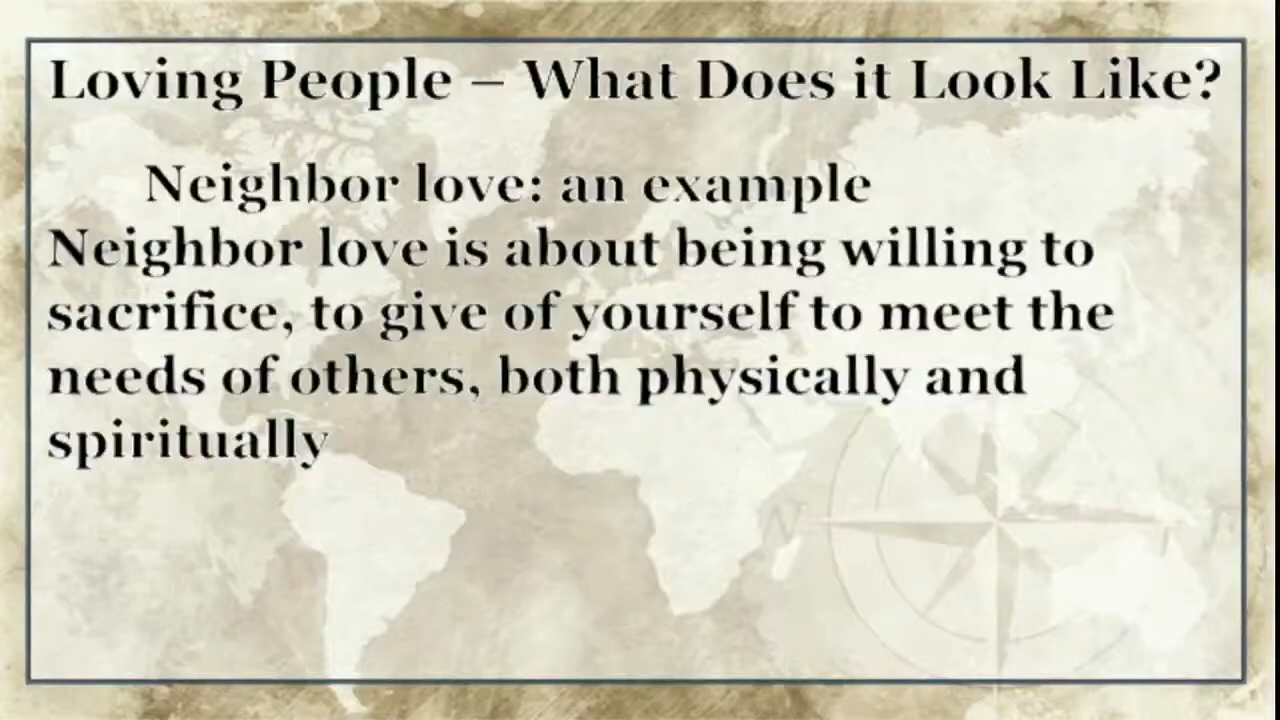 Loving People – What Does it Look Like?
Neighbor love: an example
Neighbor love is about being willing to
sacrifice, to give of yourself to meet the
needs of others, both physically and
spiritually
N